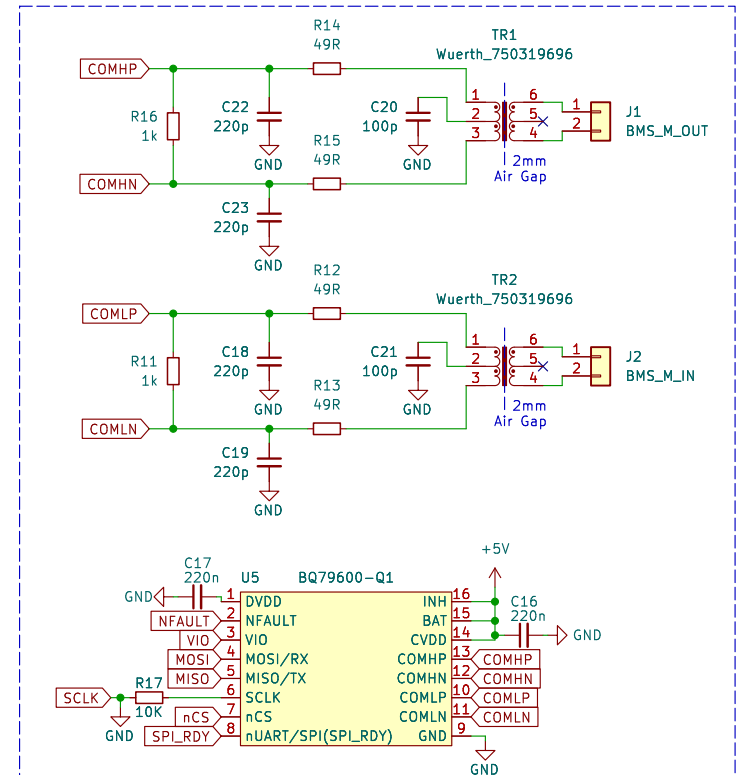 R14
49R
TR1
Wuerth_750319696
COMHP
1
6
R16
1k
C22
220p
C20
100p
2
5
1
2
J1
BMS_M_OUT
3
4
GND
R15
49R
GND
2mm
Air Gap
COMHN
C23
220p
GND
R12
49R
TR2
Wuerth_750319696
COMLP
1
6
R11
1k
C18
220p
C21
100p
2
5
1
2
J2
BMS_M_IN
3
4
GND
R13
49R
GND
2mm
Air Gap
COMLN
C19
220p
GND
+5V
C17
220n
GND
U5
BQ79600-Q1
C16
220n
GND
1 DVDD INH 16
NFAULT 2 NFAULT BAT 15
VIO 3 VIO CVDD 14
MOSI 4 MOSI/RX COMHP 13 COMHP
MISO 5 MISO/TX COMHN 12 COMHN
SCLK R17 10K 6 SCLK COMLP 10 COMLP
nCS 7 nCS COMLN 11 COMLN
GND
SPI_RDY 8 nUART/SPI(SPI_RDY) GND 9
GND